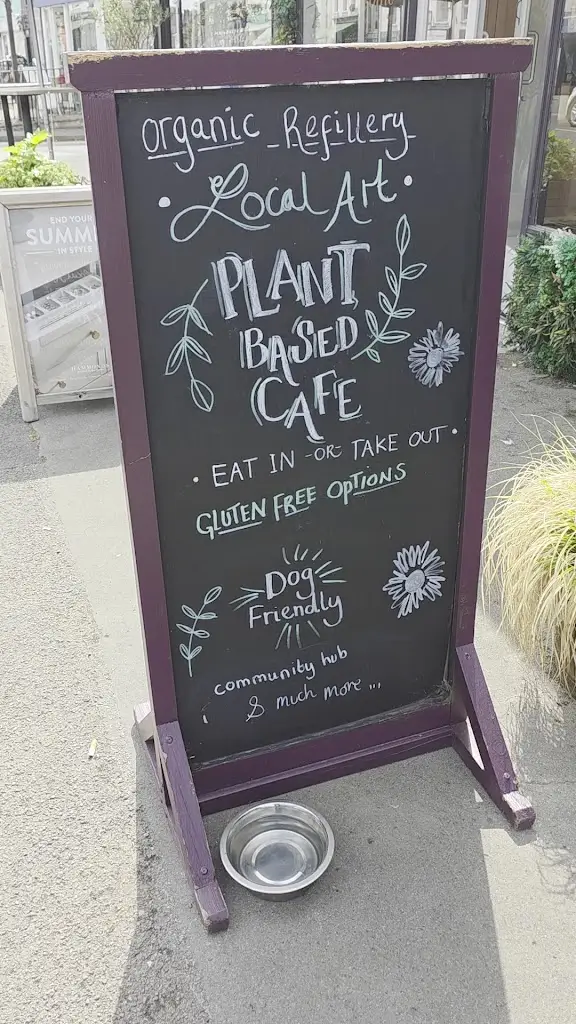 organic Refillery
Local Art
PLANT
BASED
CAFE
• EAT IN -OR- TAKE OUT •
GLUTEN FREE OPTIONS
Dog
Friendly
community hub
& much more ...
END YOUR
SUMM
IN STYLE